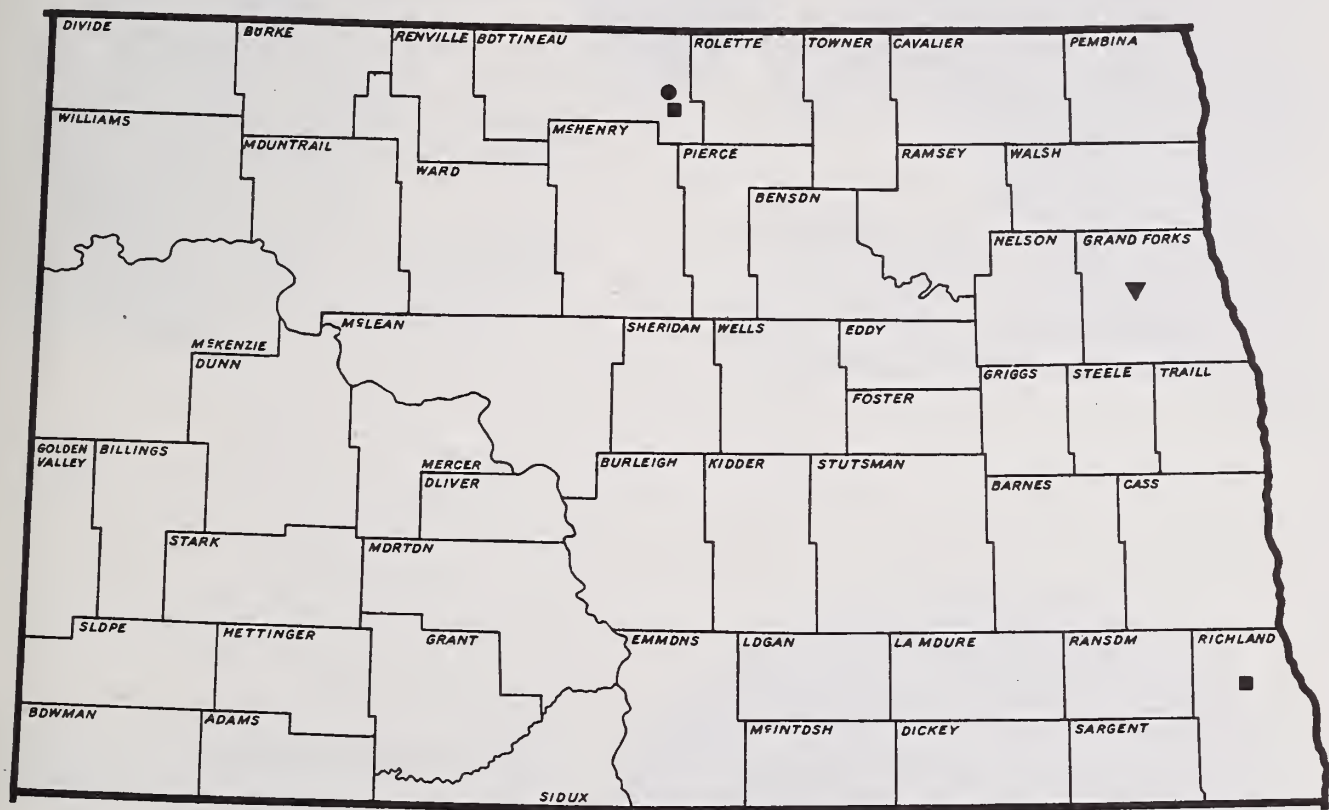 DIVIDE
BURKE
RENVILLE
BOTTINEAU
ROLETTE
TOWNER
CAVALIER
PEMBINA
WILLIAMS
MOUNTRAIL
WARD
McHENRY
PIERCE
RAMSEY
WALSH
BENSON
NELSON
GRAND FORKS
McKENZIE
DUNN
McLEAN
SHERIDAN
WELLS
EDDY
FOSTER
GRIGGS
STEELE
TRAILL
GOLDEN
VALLEY
BILLINGS
MERCER
OLIVER
BURLEIGH
KIDDER
STUTSMAN
BARNES
CASS
STARK
MORTON
SLOPE
HETTINGER
GRANT
EMMONS
LOGAN
LA MOURE
RANSOM
RICHLAND
BOWMAN
ADAMS
SIOUX
McINTOSH
DICKEY
SARGENT